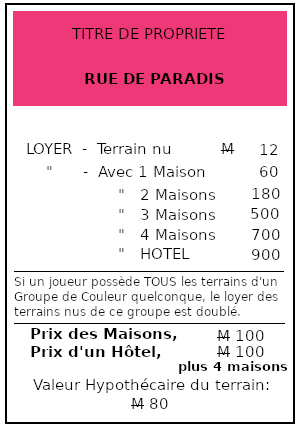 TITRE DE PROPRIETE
RUE DE PARADIS
LOYER - Terrain nu M 12
" - Avec 1 Maison 60
" 2 Maisons 180
" 3 Maisons 500
" 4 Maisons 700
" HOTEL 900
Si un joueur possède TOUS les terrains d'un
Groupe de Couleur quelconque, le loyer des
terrains nus de ce groupe est doublé.
Prix des Maisons, M 100
Prix d'un Hôtel, M 100
plus 4 maisons
Valeur Hypothécaire du terrain:
M 80